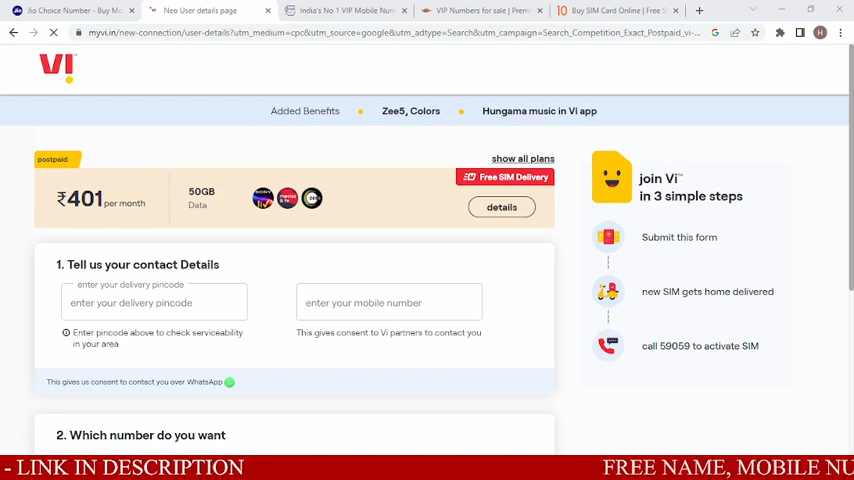 Jio Choice Number - Buy Mo
Neo User details page
India's No 1 VIP Mobile Num
VIP Numbers for sale | Premi
Buy SIM Card Online | Free S
myvi.in/new-connection/user-details?utm_medium=cpc&utm_source=google&utm_adtype=Search&utm_campaign=Search_Competition_Exact_Postpaid_vi-...
H
VI
Added Benefits
Zee5, Colors
Hungama music in Vi app
postpaid
show all plans
Free SIM Delivery
₹401 per month
50GB
Data
details
join Vi™
in 3 simple steps
Submit this form
new SIM gets home delivered
call 59059 to activate SIM
1. Tell us your contact Details
enter your delivery pincode
enter your delivery pincode
enter your mobile number
Enter pincode above to check serviceability
in your area
This gives consent to Vi partners to contact you
This gives us consent to contact you over WhatsApp
2. Which number do you want
- LINK IN DESCRIPTION
FREE NAME, MOBILE NU